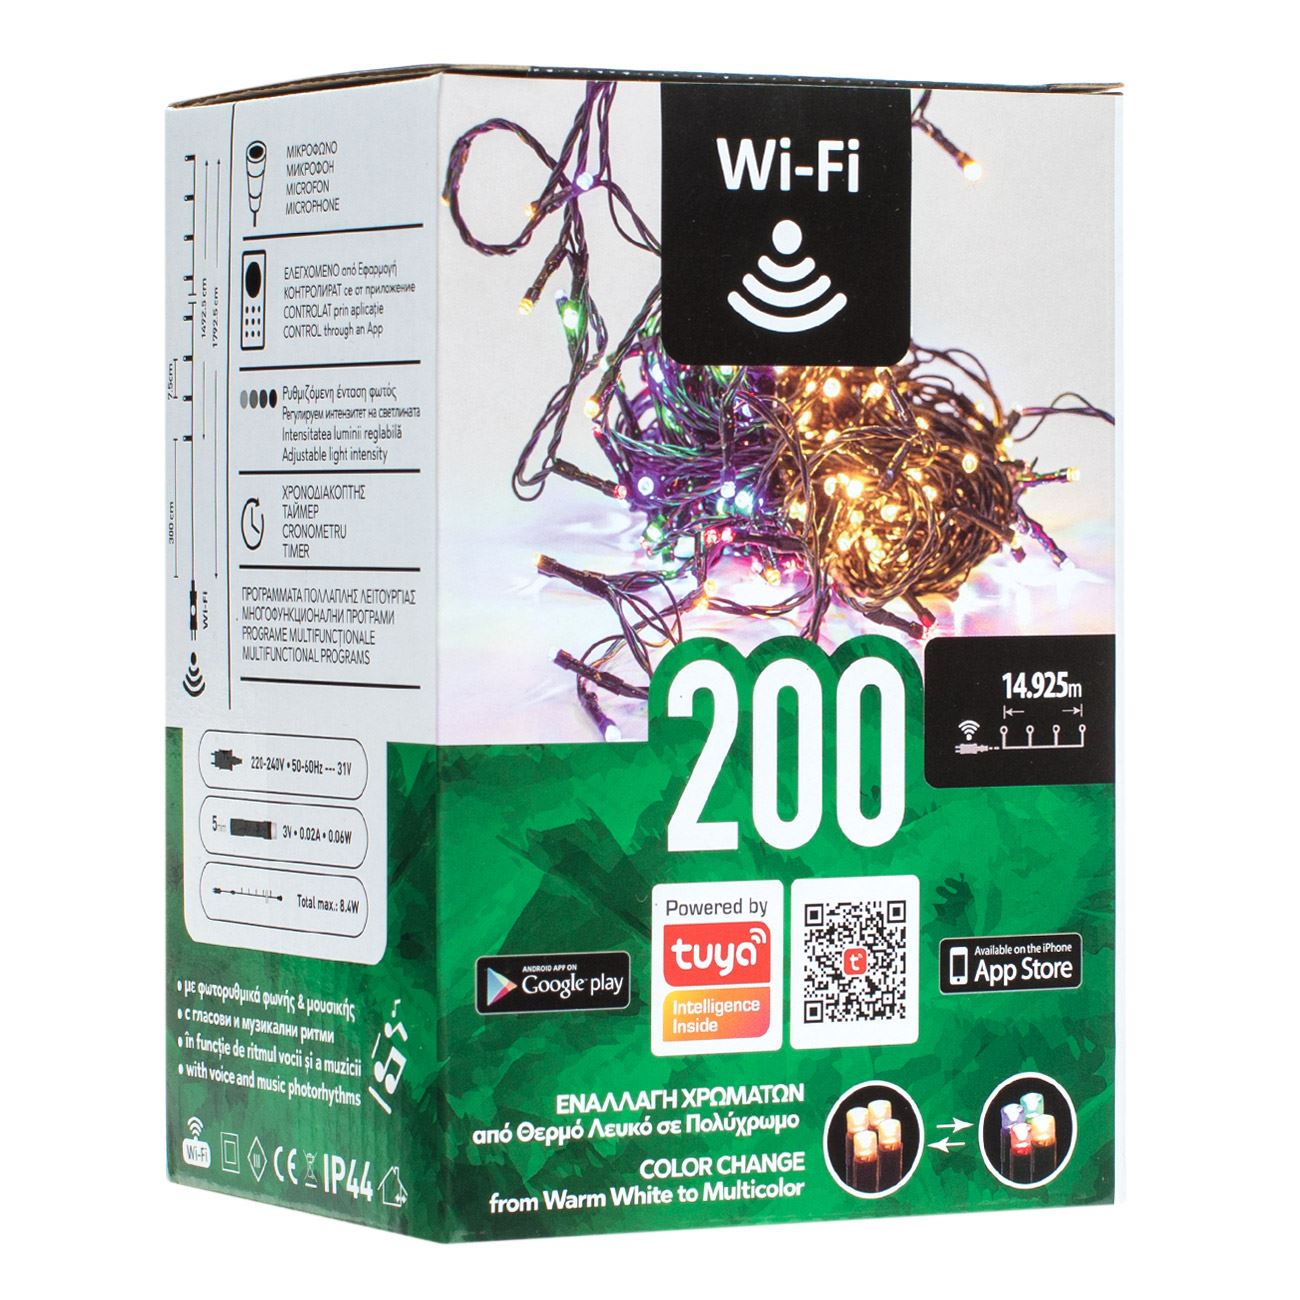 ΜΙΚΡΟΦΩΝΟ
МИКРОФОН
MICROFON
MICROPHONE
ΕΛΕΓΧΟΜΕΝΟ από Εφαρμογή
КОНТРОЛИРАТ се от приложение
CONTROLAT prin aplicație
CONTROL through an App
Ρυθμιζόμενη ένταση φωτός
Регулируем интензитет на светлината
Intensitatea luminii reglabilă
Adjustable light intensity
ΧΡΟΝΟΔΙΑΚΟΠΤΗΣ
ТАЙМЕР
CRONOMETRU
TIMER
ΠΡΟΓΡΑΜΜΑΤΑ ΠΟΛΛΑΠΛΗΣ ΛΕΙΤΟΥΡΓΙΑΣ
МНОГОФУНКЦИОНАЛНИ ПРОГРАМИ
PROGRAME MULTIFUNCTIONALE
MULTIFUNCTIONAL PROGRAMS
1492.5 cm
1792.5 cm
7.5cm
300 cm
Wi-Fi
220-240V • 50-60Hz --- 31V
5mm 3V • 0.02A • 0.06W
Total max.: 8.4W
• με φωτορυθμικά φωνής & μουσικής
• с гласови и музикални ритми
• în funcție de ritmul vocii și a muzicii
• with voice and music photorhythms
Wi-Fi III CE IP44
Wi-Fi
14.925m
200
Powered by
tuya
Intelligence
Inside
ANDROID APP ON
Google play
Available on the iPhone
App Store
ΕΝΑΛΛΑΓΗ ΧΡΩΜΑΤΩΝ
από Θερμό Λευκό σε Πολύχρωμο
COLOR CHANGE
from Warm White to Multicolor